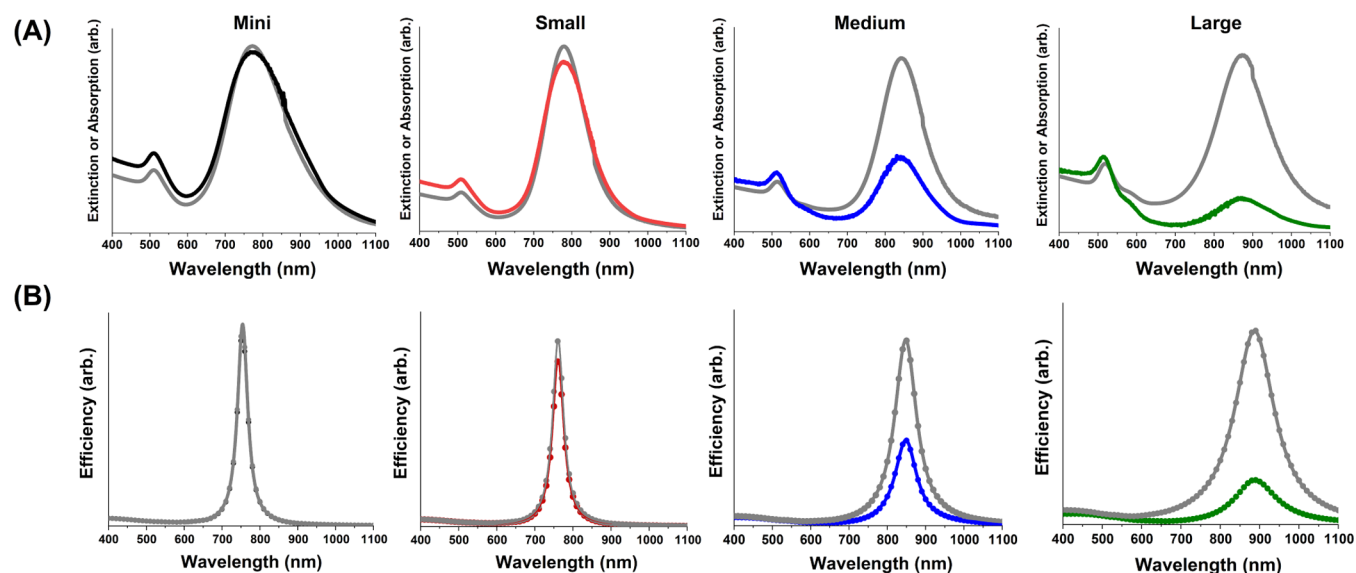 (A)
Mini
Small
Medium
Large
Extinction or Absorption (arb.)
Extinction or Absorption (arb.)
Extinction or Absorption (arb.)
Extinction or Absorption (arb.)
400 500 600 700 800 900 1000 1100
400 500 600 700 800 900 1000 1100
400 500 600 700 800 900 1000 1100
400 500 600 700 800 900 1000 1100
Wavelength (nm)
Wavelength (nm)
Wavelength (nm)
Wavelength (nm)
(B)
Efficiency (arb.)
Efficiency (arb.)
Efficiency (arb.)
Efficiency (arb.)
400 500 600 700 800 900 1000 1100
400 500 600 700 800 900 1000 1100
400 500 600 700 800 900 1000 1100
400 500 600 700 800 900 1000 1100
Wavelength (nm)
Wavelength (nm)
Wavelength (nm)
Wavelength (nm)